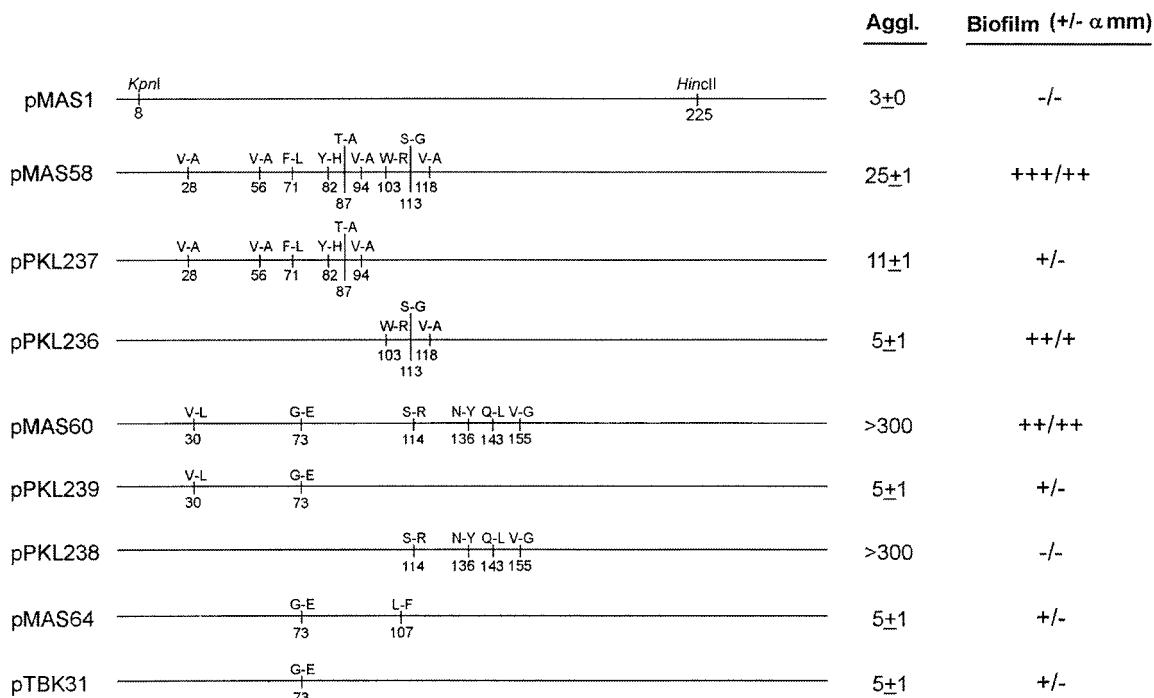 Aggl. Biofilm (+/- α mm)
KpnI HincII
pMAS1 3±0 -/-
8 225
T-A S-G
V-A V-A F-L Y-H V-A W-R V-A
pMAS58 25±1 +++/++
28 56 71 82 94 103 118
87 113
T-A
V-A V-A F-L Y-H V-A
pPKL237 11±1 +/-
28 56 71 82 94
87
S-G
W-R V-A
pPKL236 5±1 ++/+
103 118
113
V-L G-E S-R N-Y Q-L V-G
pMAS60 >300 ++/++
30 73 114 136 143 155
V-L G-E
pPKL239 5±1 +/-
30 73
S-R N-Y Q-L V-G
pPKL238 >300 -/-
114 136 143 155
G-E L-F
pMAS64 5±1 +/-
73 107
G-E
pTBK31 5±1 +/-
73